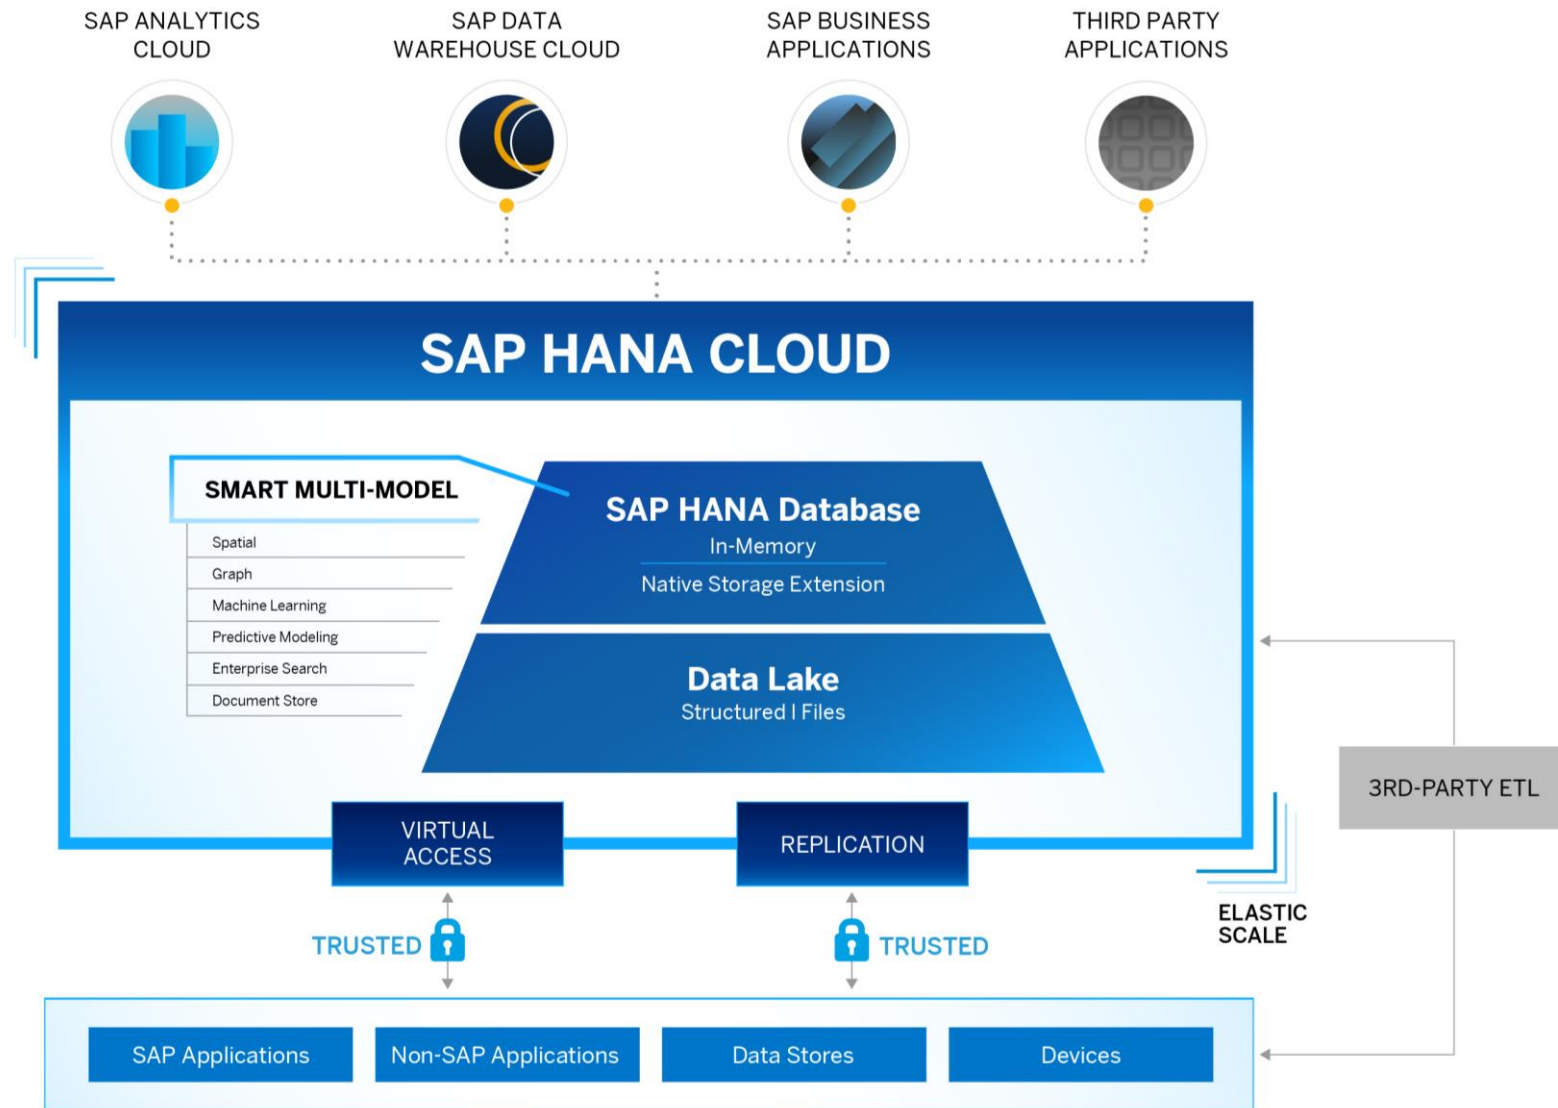 SAP ANALYTICS
CLOUD
SAP DATA
WAREHOUSE CLOUD
SAP BUSINESS
APPLICATIONS
THIRD PARTY
APPLICATIONS
SAP HANA CLOUD
SMART MULTI-MODEL
Spatial
Graph
Machine Learning
Predictive Modeling
Enterprise Search
Document Store
SAP HANA Database
In-Memory
Native Storage Extension
Data Lake
Structured I Files
3RD-PARTY ETL
VIRTUAL
ACCESS
REPLICATION
ELASTIC
SCALE
TRUSTED
TRUSTED
SAP Applications
Non-SAP Applications
Data Stores
Devices